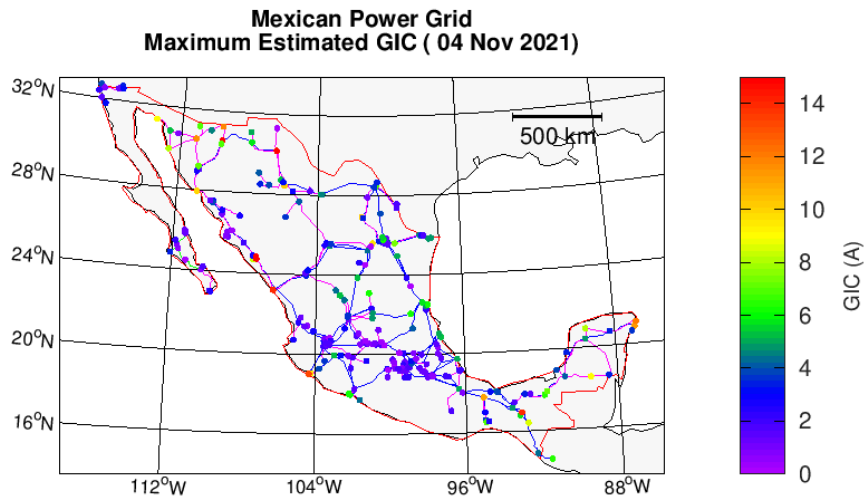 Mexican Power Grid
Maximum Estimated GIC ( 04 Nov 2021)
32°N
28°N
24°N
20°N
16°N
112°W
104°W
96°W
88°W
500 km
14
12
10
8
6
4
2
0
GIC (A)